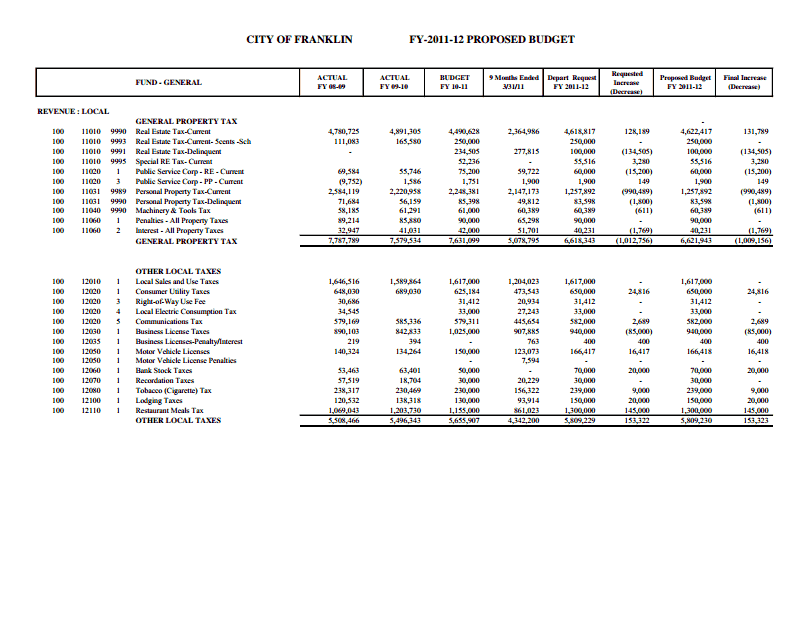 CITY OF FRANKLIN FY-2011-12 PROPOSED BUDGET
FUND - GENERAL ACTUAL FY 08-09 ACTUAL FY 09-10 BUDGET FY 10-11 9 Months Ended 3/31/11 Depart Request FY 2011-12 Requested Increase (Decrease) Proposed Budget FY 2011-12 Final Increase (Decrease)
REVENUE : LOCAL
GENERAL PROPERTY TAX -
100 11010 9990 Real Estate Tax-Current 4,780,725 4,891,305 4,490,628 2,364,986 4,618,817 128,189 4,622,417 131,789
100 11010 9993 Real Estate Tax-Current- 5cents -Sch 111,083 165,580 250,000 250,000 - 250,000 -
100 11010 9991 Real Estate Tax-Delinquent - 234,505 277,815 100,000 (134,505) 100,000 (134,505)
100 11010 9995 Special RE Tax- Current 52,236 - 55,516 3,280 55,516 3,280
100 11020 1 Public Service Corp - RE - Current 69,584 55,746 75,200 59,722 60,000 (15,200) 60,000 (15,200)
100 11020 3 Public Service Corp - PP - Current (9,752) 1,586 1,751 1,900 1,900 149 1,900 149
100 11031 9989 Personal Property Tax-Current 2,584,119 2,220,958 2,248,381 2,147,173 1,257,892 (990,489) 1,257,892 (990,489)
100 11031 9990 Personal Property Tax-Delinquent 71,684 56,159 85,398 49,812 83,598 (1,800) 83,598 (1,800)
100 11040 9990 Machinery & Tools Tax 58,185 61,291 61,000 60,389 60,389 (611) 60,389 (611)
100 11060 1 Penalties - All Property Taxes 89,214 85,880 90,000 65,298 90,000 - 90,000 -
100 11060 2 Interest - All Property Taxes 32,947 41,031 42,000 51,701 40,231 (1,769) 40,231 (1,769)
GENERAL PROPERTY TAX 7,787,789 7,579,534 7,631,099 5,078,795 6,618,343 (1,012,756) 6,621,943 (1,009,156)
OTHER LOCAL TAXES
100 12010 1 Local Sales and Use Taxes 1,646,516 1,589,864 1,617,000 1,204,023 1,617,000 - 1,617,000 -
100 12020 1 Consumer Utility Taxes 648,030 689,030 625,184 473,543 650,000 24,816 650,000 24,816
100 12020 3 Right-of-Way Use Fee 30,686 31,412 20,934 31,412 - 31,412 -
100 12020 4 Local Electric Consumption Tax 34,545 33,000 27,243 33,000 - 33,000 -
100 12020 5 Communications Tax 579,169 585,336 579,311 445,654 582,000 2,689 582,000 2,689
100 12030 1 Business License Taxes 890,103 842,833 1,025,000 907,885 940,000 (85,000) 940,000 (85,000)
100 12035 1 Business Licenses-Penalty/Interest 219 394 - 763 400 400 400 400
100 12050 1 Motor Vehicle Licenses 140,324 134,264 150,000 123,073 166,417 16,417 166,418 16,418
100 12050 1 Motor Vehicle License Penalties - 7,594 - - -
100 12060 1 Bank Stock Taxes 53,463 63,401 50,000 - 70,000 20,000 70,000 20,000
100 12070 1 Recordation Taxes 57,519 18,704 30,000 20,229 30,000 - 30,000 -
100 12080 1 Tobacco (Cigarette) Tax 238,317 230,469 230,000 156,322 239,000 9,000 239,000 9,000
100 12100 1 Lodging Taxes 120,532 138,318 130,000 93,914 150,000 20,000 150,000 20,000
100 12110 1 Restaurant Meals Tax 1,069,043 1,203,730 1,155,000 861,023 1,300,000 145,000 1,300,000 145,000
OTHER LOCAL TAXES 5,508,466 5,496,343 5,655,907 4,342,200 5,809,229 153,322 5,809,230 153,323